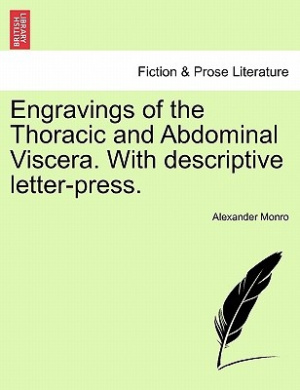 BRITISH
LIBRARY
Fiction & Prose Literature
Engravings of the
Thoracic and Abdominal
Viscera. With descriptive
letter-press.
Alexander Monro